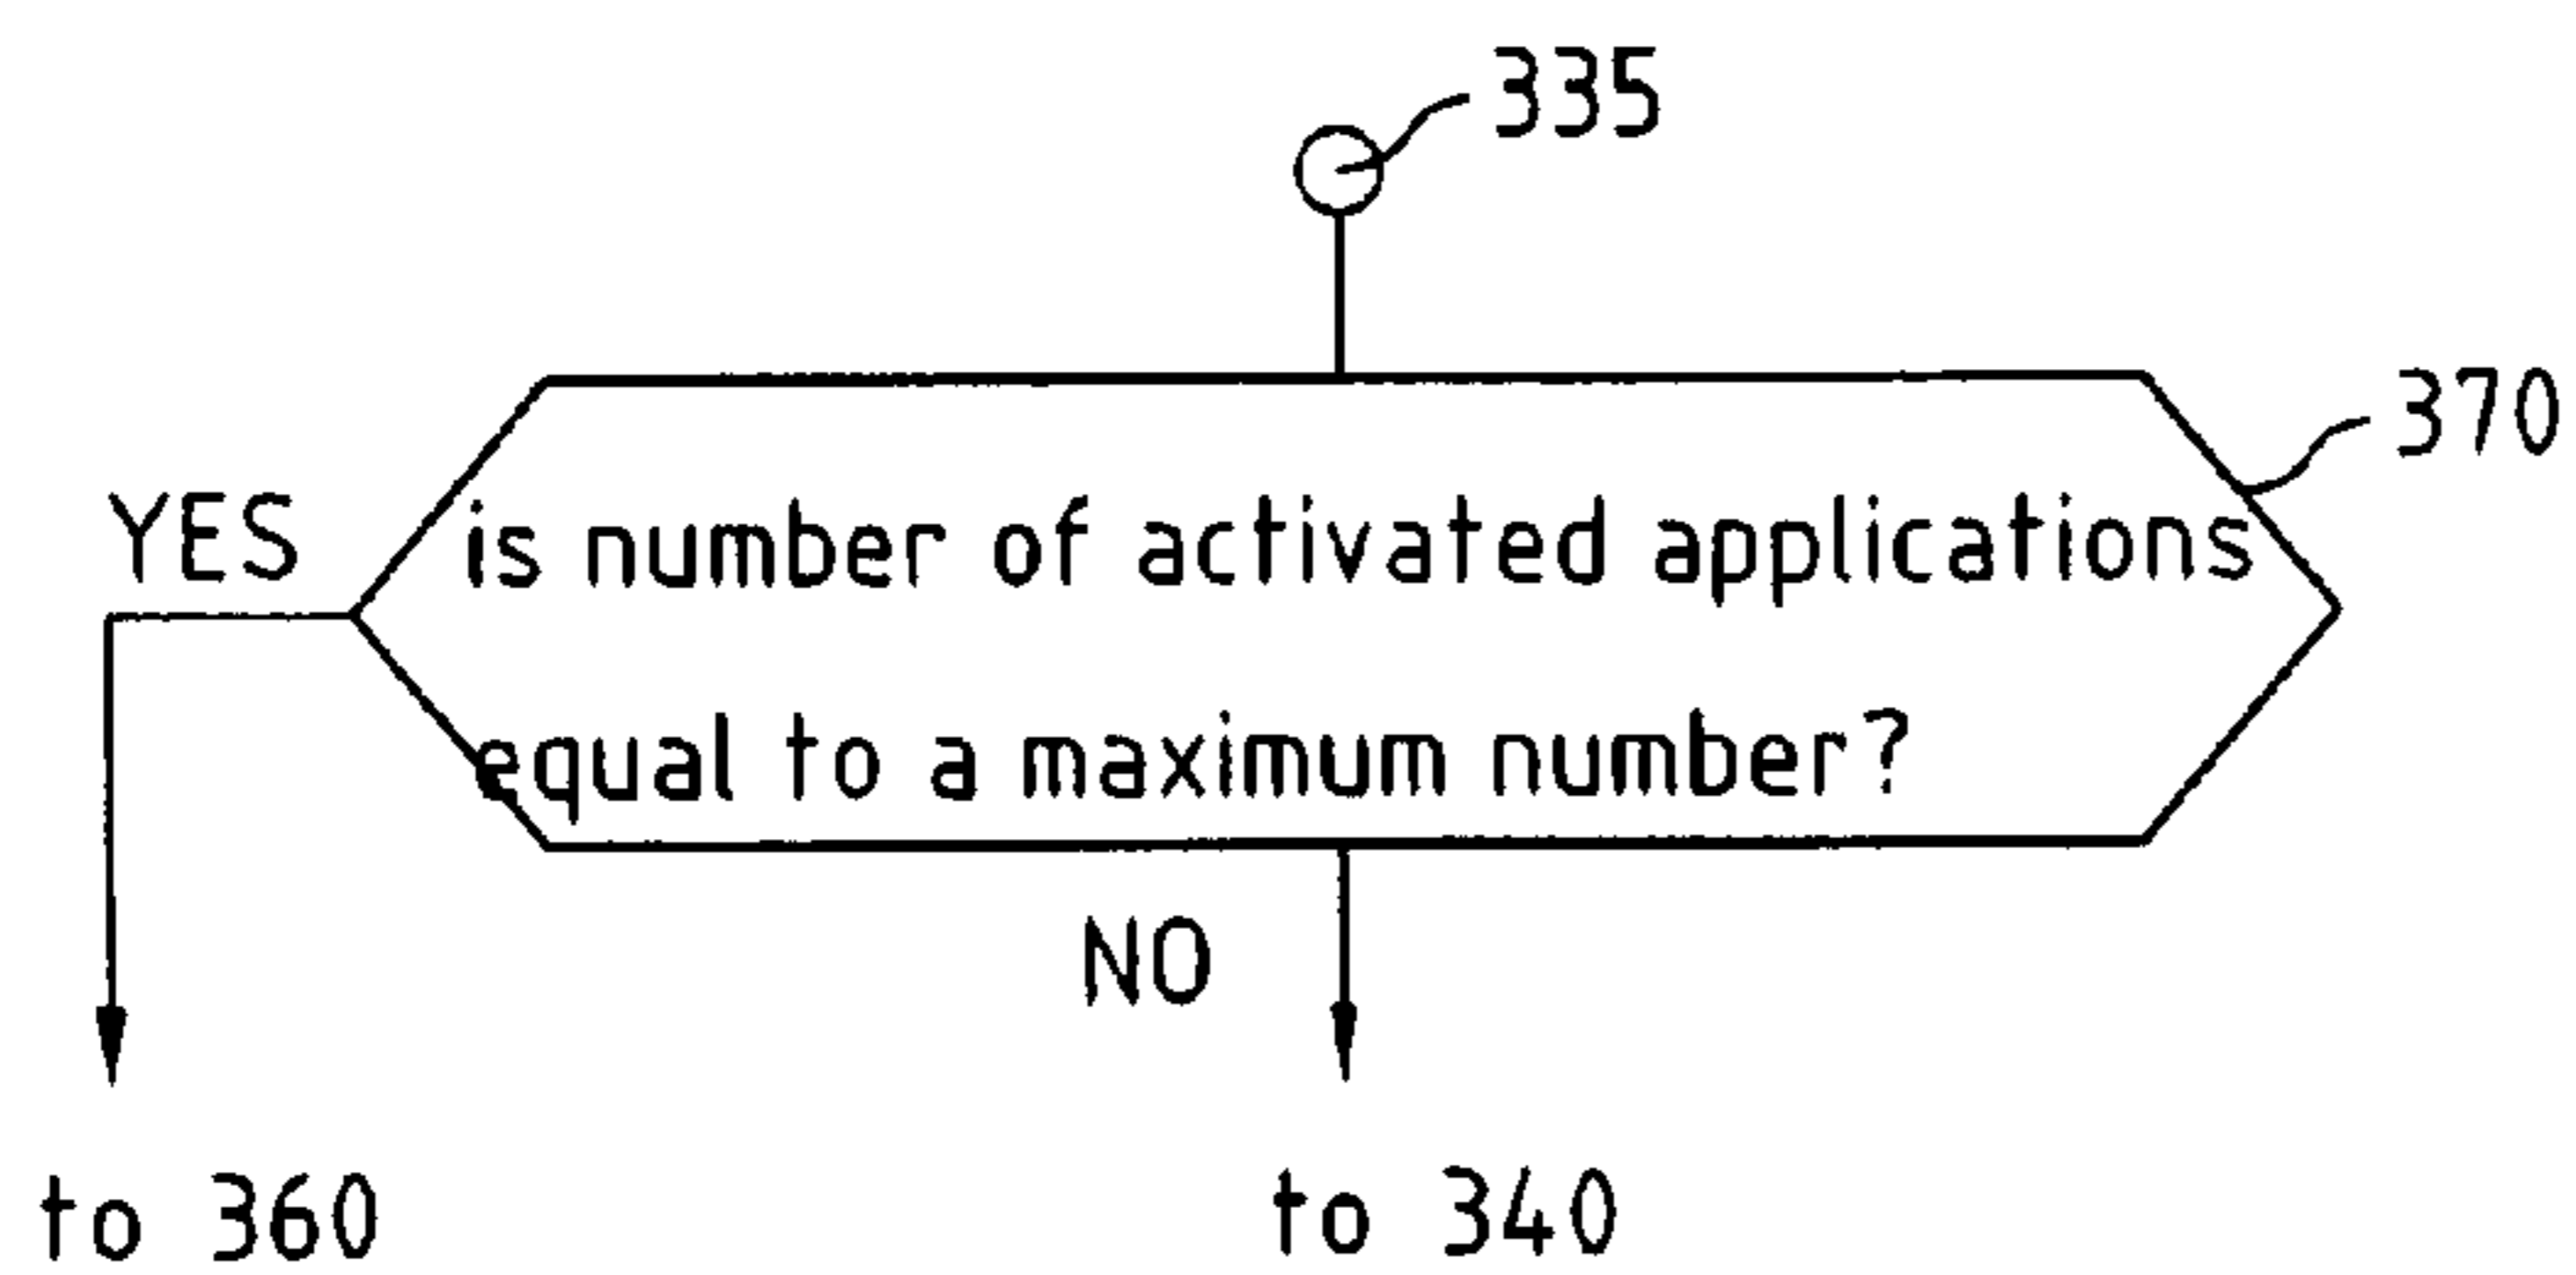 335
370
YES
is number of activated applications
equal to a maximum number?
NO
to 360
to 340